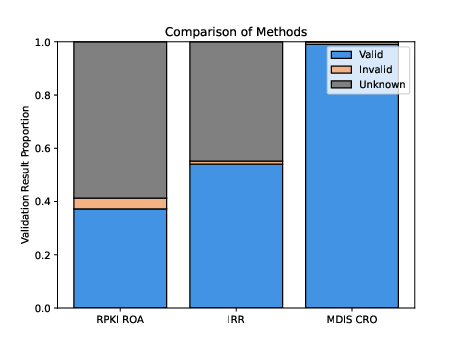 Comparison of Methods
Validation Result Proportion
1.0
0.8
0.6
0.4
0.2
0.0
Valid
Invalid
Unknown
RPKI ROA
IRR
MDIS CRO